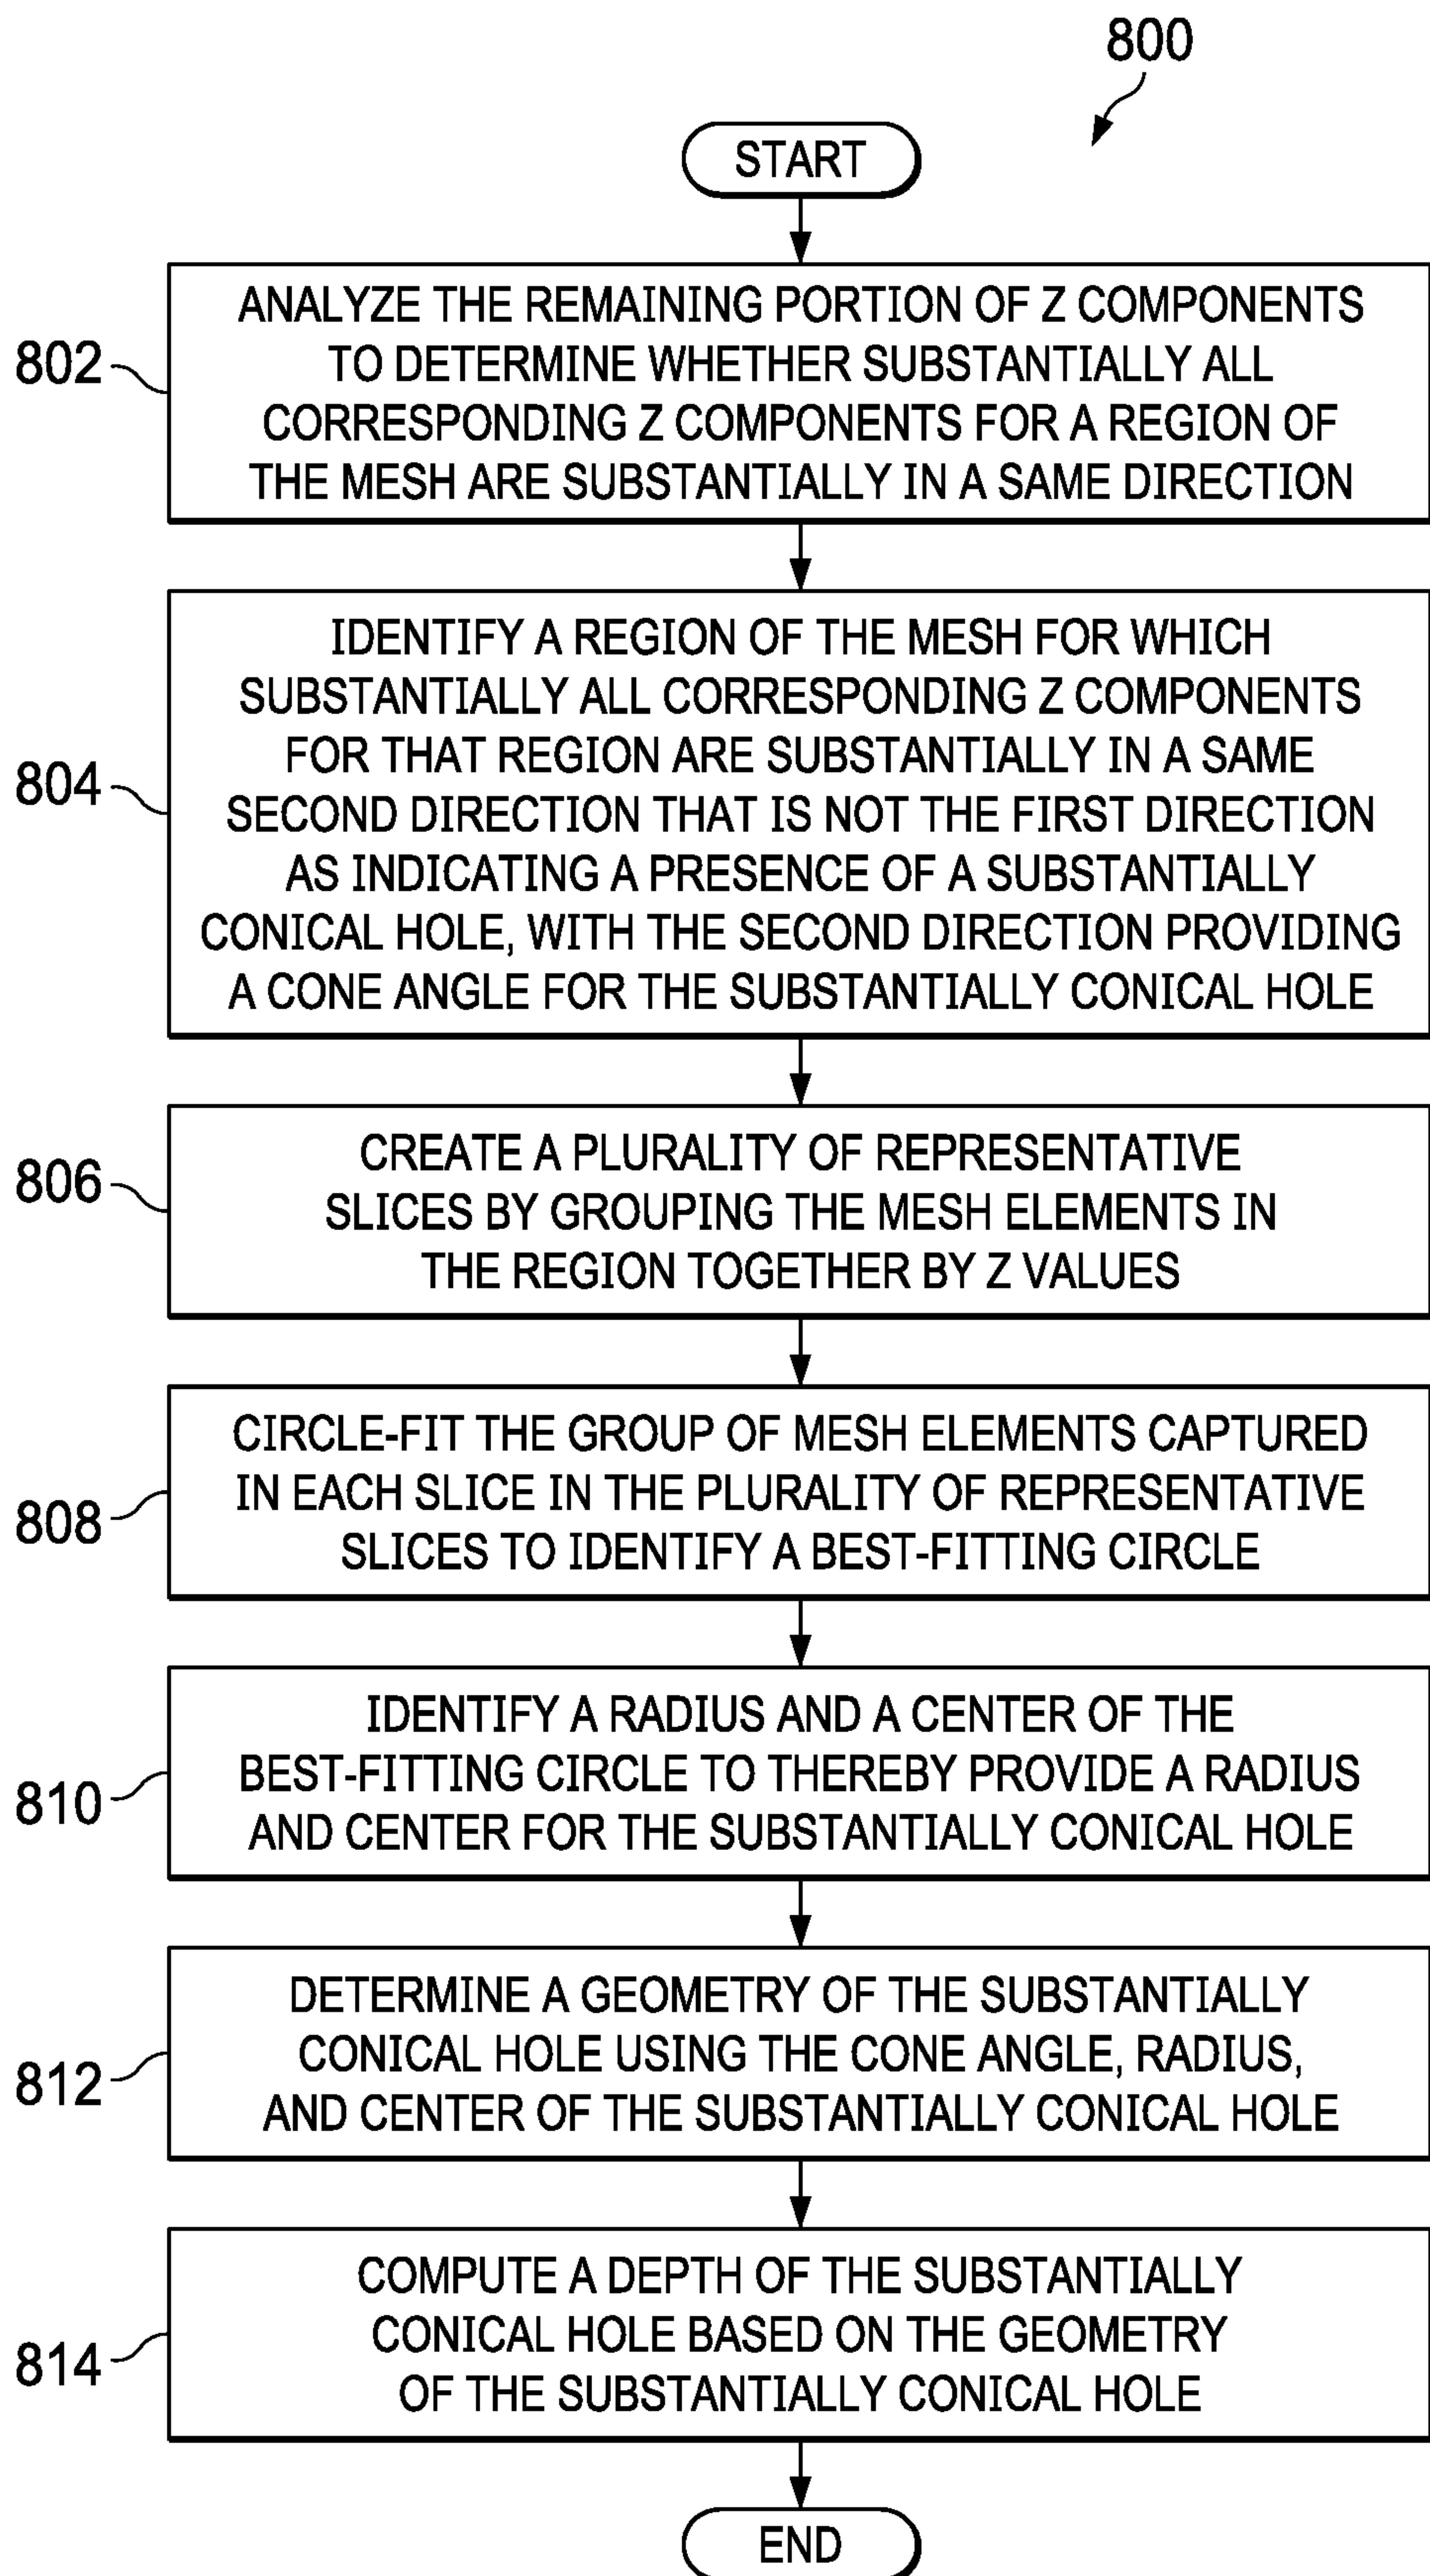 800
START
802
ANALYZE THE REMAINING PORTION OF Z COMPONENTS
TO DETERMINE WHETHER SUBSTANTIALLY ALL
CORRESPONDING Z COMPONENTS FOR A REGION OF
THE MESH ARE SUBSTANTIALLY IN A SAME DIRECTION
804
IDENTIFY A REGION OF THE MESH FOR WHICH
SUBSTANTIALLY ALL CORRESPONDING Z COMPONENTS
FOR THAT REGION ARE SUBSTANTIALLY IN A SAME
SECOND DIRECTION THAT IS NOT THE FIRST DIRECTION
AS INDICATING A PRESENCE OF A SUBSTANTIALLY
CONICAL HOLE, WITH THE SECOND DIRECTION PROVIDING
A CONE ANGLE FOR THE SUBSTANTIALLY CONICAL HOLE
806
CREATE A PLURALITY OF REPRESENTATIVE
SLICES BY GROUPING THE MESH ELEMENTS IN
THE REGION TOGETHER BY Z VALUES
808
CIRCLE-FIT THE GROUP OF MESH ELEMENTS CAPTURED
IN EACH SLICE IN THE PLURALITY OF REPRESENTATIVE
SLICES TO IDENTIFY A BEST-FITTING CIRCLE
810
IDENTIFY A RADIUS AND A CENTER OF THE
BEST-FITTING CIRCLE TO THEREBY PROVIDE A RADIUS
AND CENTER FOR THE SUBSTANTIALLY CONICAL HOLE
812
DETERMINE A GEOMETRY OF THE SUBSTANTIALLY
CONICAL HOLE USING THE CONE ANGLE, RADIUS,
AND CENTER OF THE SUBSTANTIALLY CONICAL HOLE
814
COMPUTE A DEPTH OF THE SUBSTANTIALLY
CONICAL HOLE BASED ON THE GEOMETRY
OF THE SUBSTANTIALLY CONICAL HOLE
END